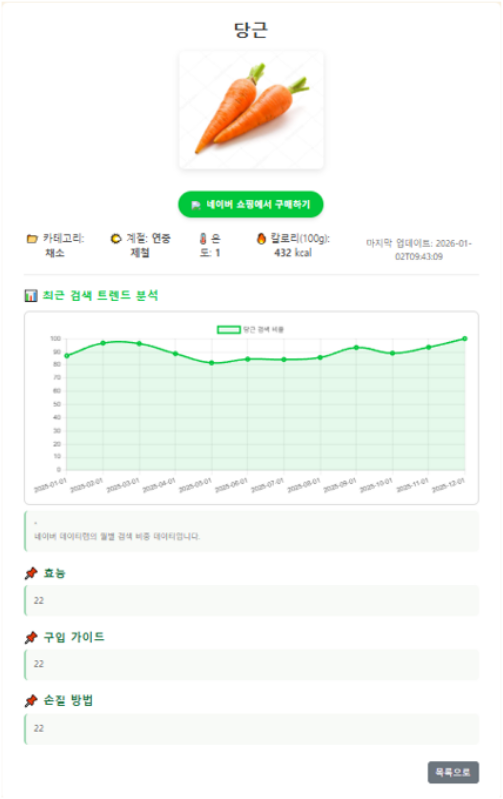 당근
네이버 쇼핑에서 구매하기
카테고리: 채소
계절: 연중 제철
온도: 1
칼로리(100g): 432 kcal
마지막 업데이트: 2026-01-02T09:43:09
최근 검색 트렌드 분석
당근 검색 비율
100
90
80
70
60
50
40
30
20
10
0
2025-01-01
2025-02-01
2025-03-01
2025-04-01
2025-05-01
2025-06-01
2025-07-01
2025-08-01
2025-09-01
2025-10-01
2025-11-01
2025-12-01
네이버 데이터랩의 월별 검색 비중 데이터입니다.
효능
22
구입 가이드
22
손질 방법
22
목록으로